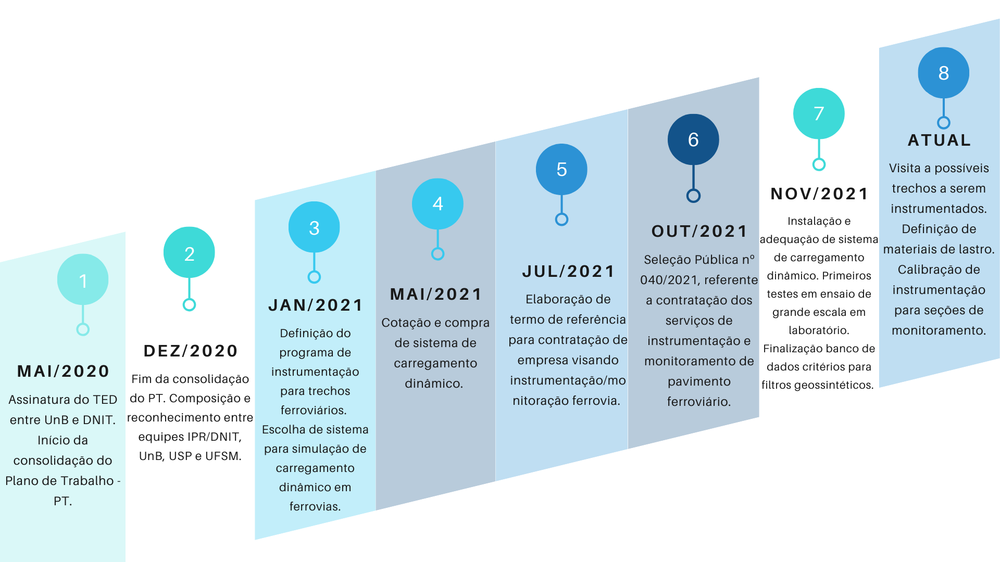 1
MAI/2020
Assinatura do TED
entre UnB e DNIT.
Início da
consolidação do
Plano de Trabalho -
PT.
2
DEZ/2020
Fim da consolidação
do PT. Composição e
reconhecimento entre
equipes IPR/DNIT,
UnB, USP e UFSM.
3
JAN/2021
Definição do
programa de
instrumentação
para trechos
ferroviários.
Escolha de sistema
para simulação de
carregamento
dinâmico em
ferrovias.
4
MAI/2021
Cotação e compra
de sistema de
carregamento
dinâmico.
5
JUL/2021
Elaboração de
termo de referência
para contratação de
empresa visando
instrumentação/mo
nitoração ferrovia.
6
OUT/2021
Seleção Pública nº
040/2021, referente
a contratação dos
serviços de
instrumentação e
monitoramento de
pavimento
ferroviário.
7
NOV/2021
Instalação e
adequação de sistema
de carregamento
dinâmico. Primeiros
testes em ensaio de
grande escala em
laboratório.
Finalização banco de
dados critérios para
filtros geossintéticos.
8
ATUAL
Visita a possíveis
trechos a serem
instrumentados.
Definição de
materiais de lastro.
Calibração de
instrumentação
para seções de
monitoramento.